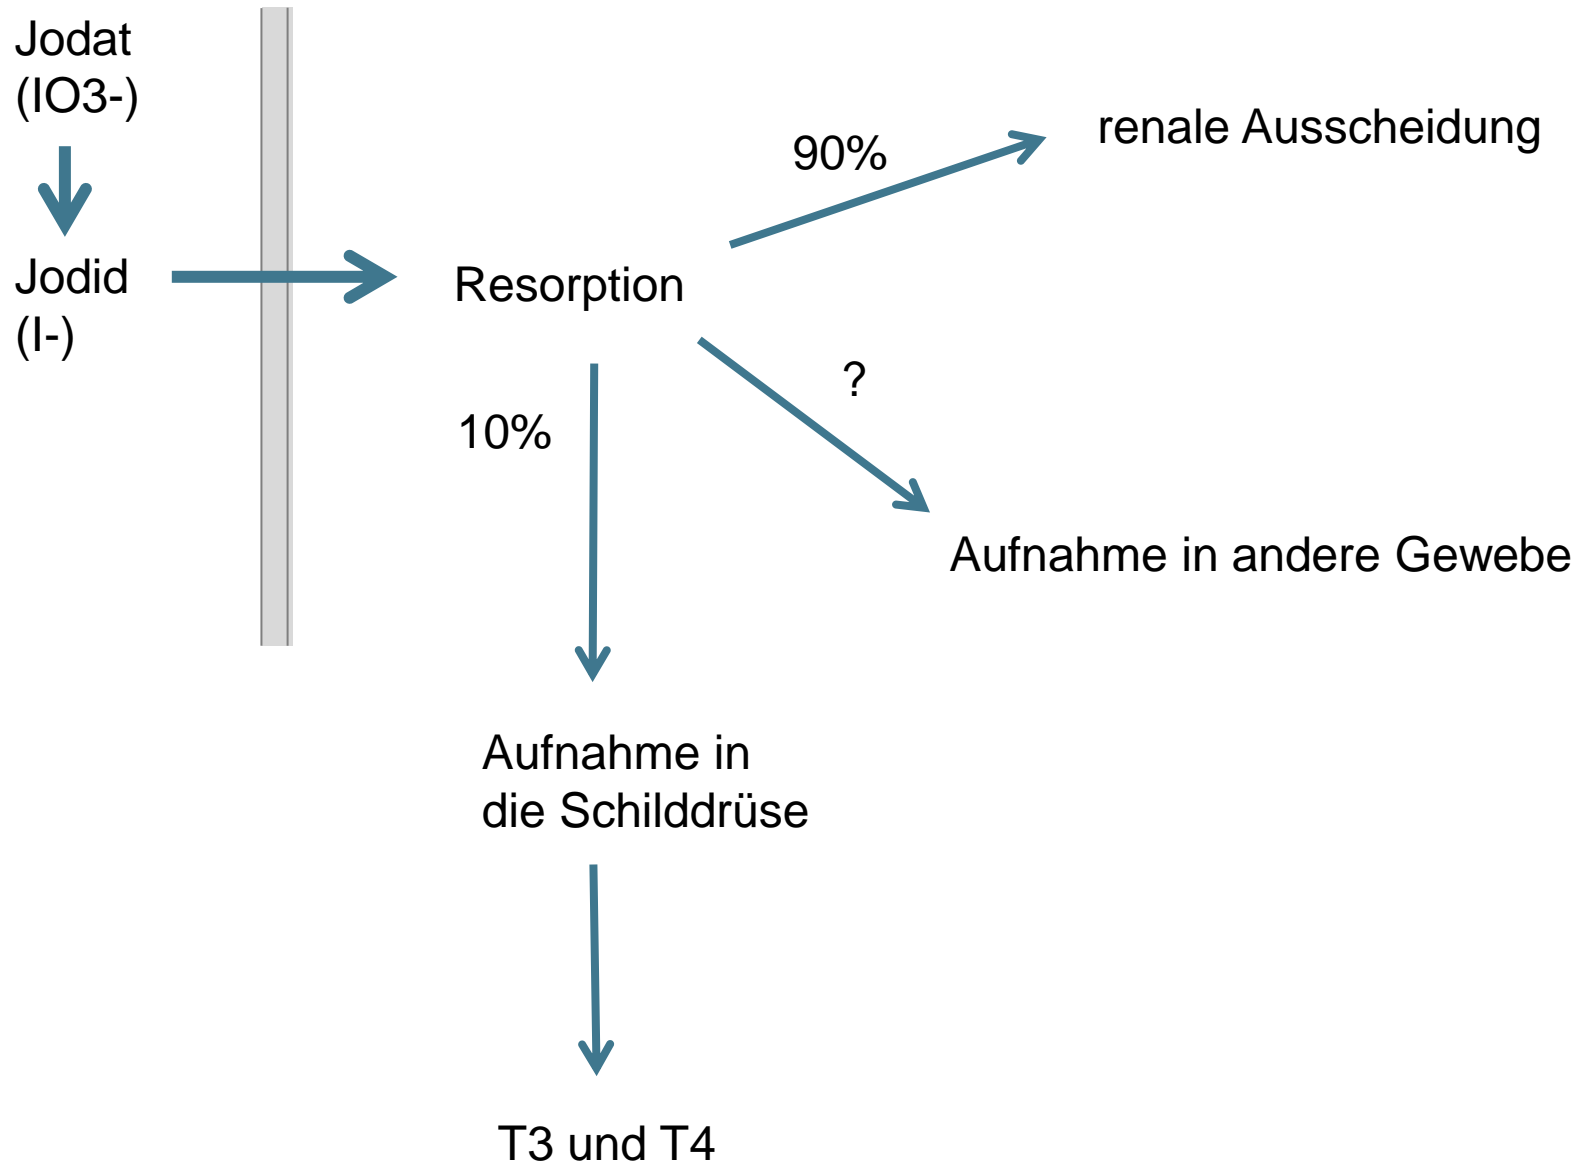 Jodat
(IO3-)
Jodid
(I-)
Resorption
90%
renale Ausscheidung
?
Aufnahme in andere Gewebe
10%
Aufnahme in
die Schilddrüse
T3 und T4